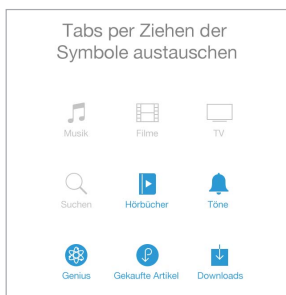 Tabs per Ziehen der
Symbole austauschen
Musik Filme TV
Suchen Hörbücher Töne
Genius Gekaufte Artikel Downloads